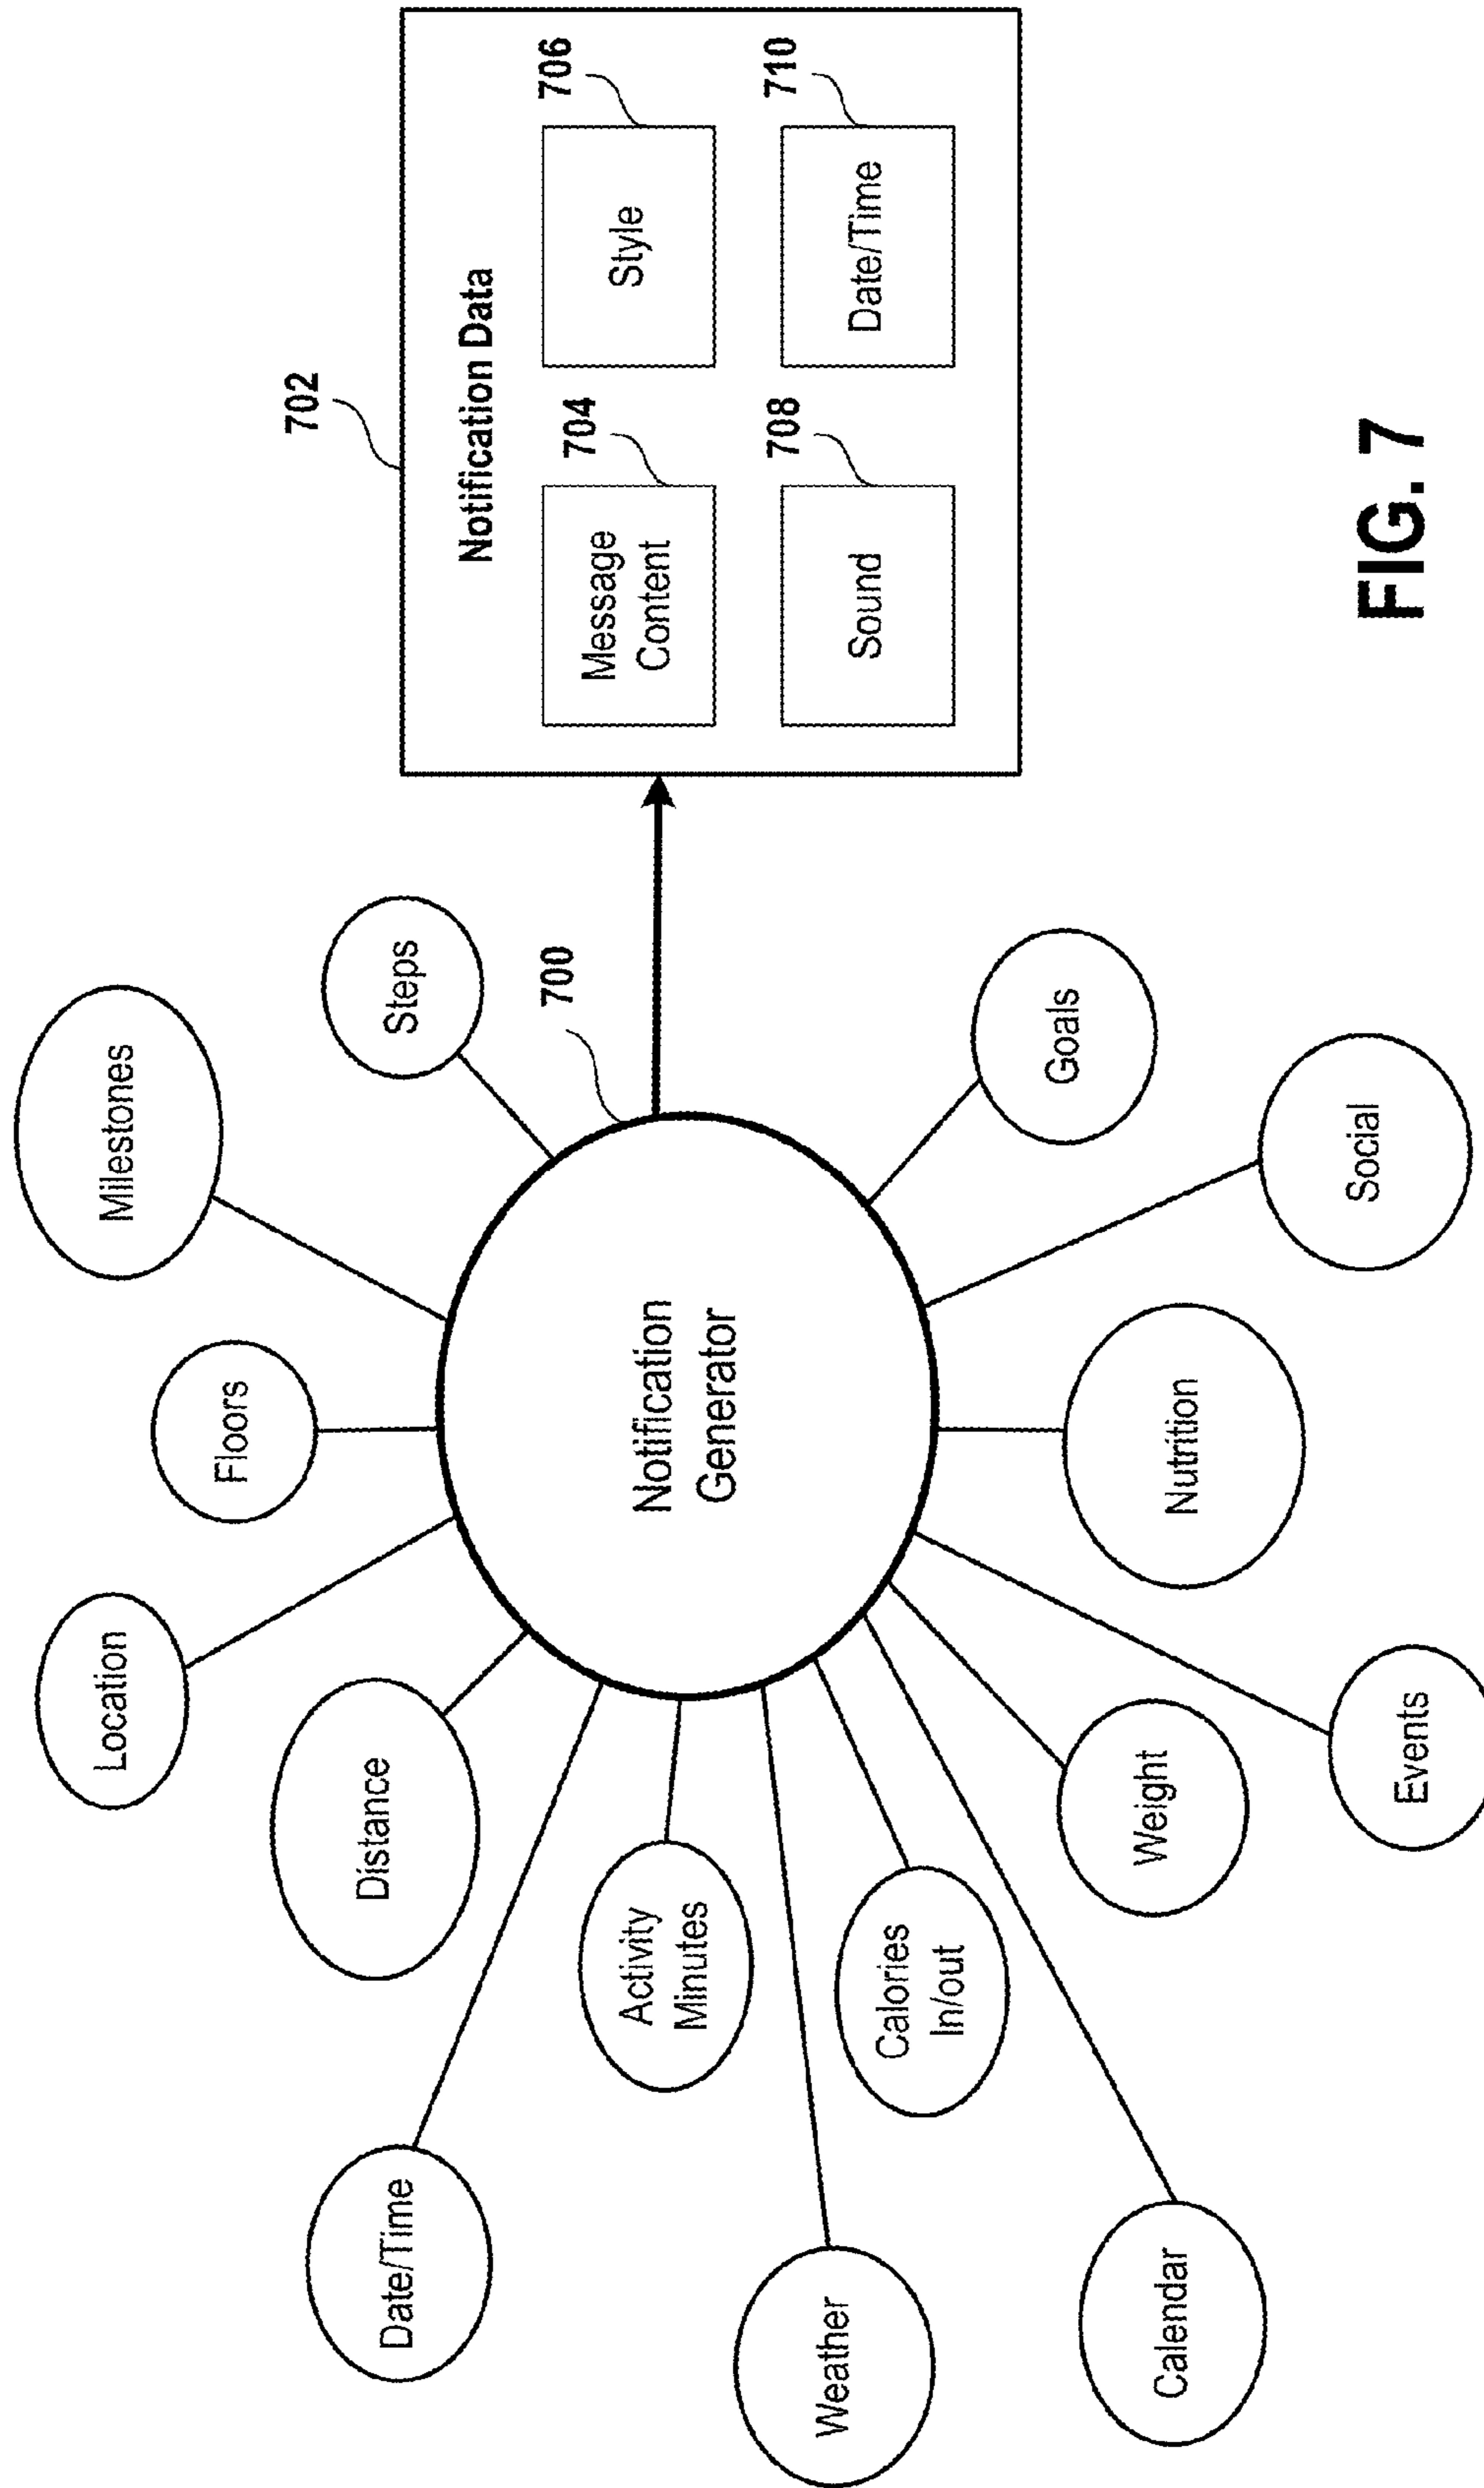 Milestones
Steps
Floors
Location
Distance
Date/Time
Activity
Minutes
Weather
Calories
In/out
Calendar
Weight
Events
Nutrition
Social
Goals
Notification
Generator
700
702
Notification Data
704
Message
Content
706
Style
708
Sound
710
Date/Time
FIG. 7